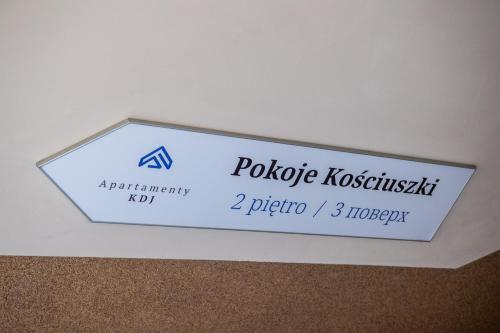 Apartamenty
KDJ
Pokoje Kościuszki
2 piętro / 3 поверх